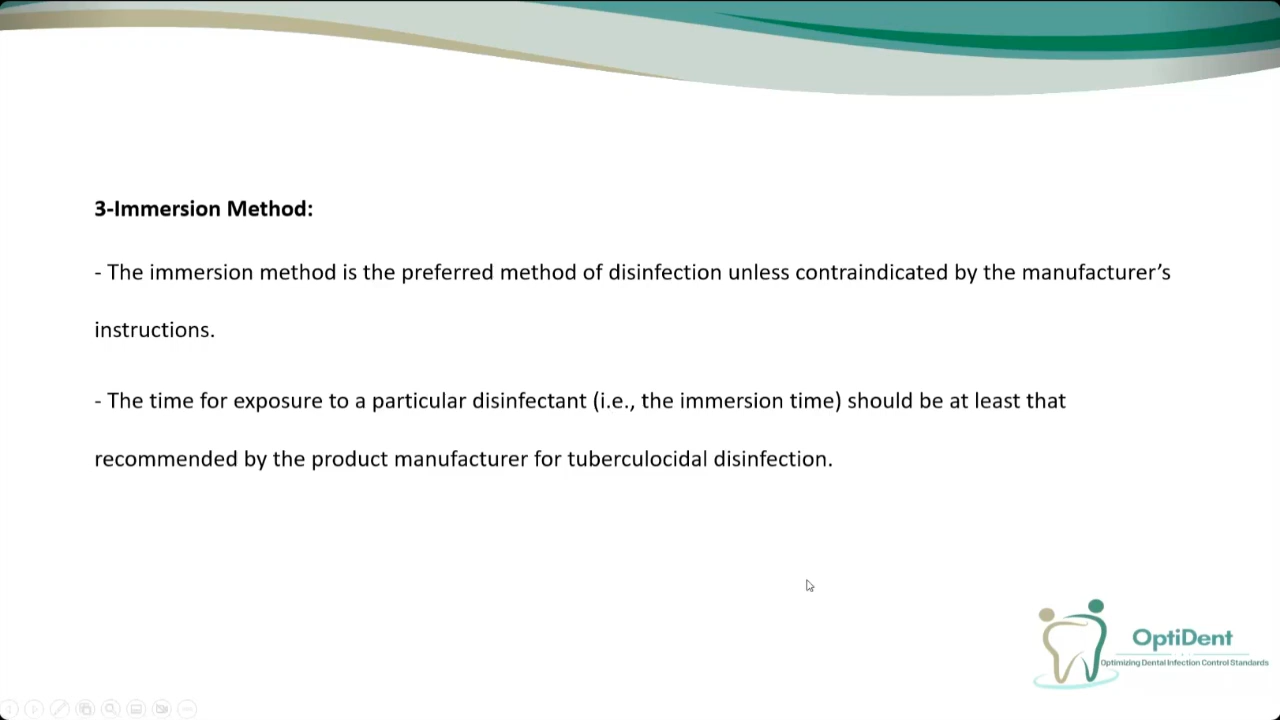 3-Immersion Method:
- The immersion method is the preferred method of disinfection unless contraindicated by the manufacturer’s
instructions.
- The time for exposure to a particular disinfectant (i.e., the immersion time) should be at least that
recommended by the product manufacturer for tuberculocidal disinfection.
OptiDent
Optimizing Dental Infection Control Standards